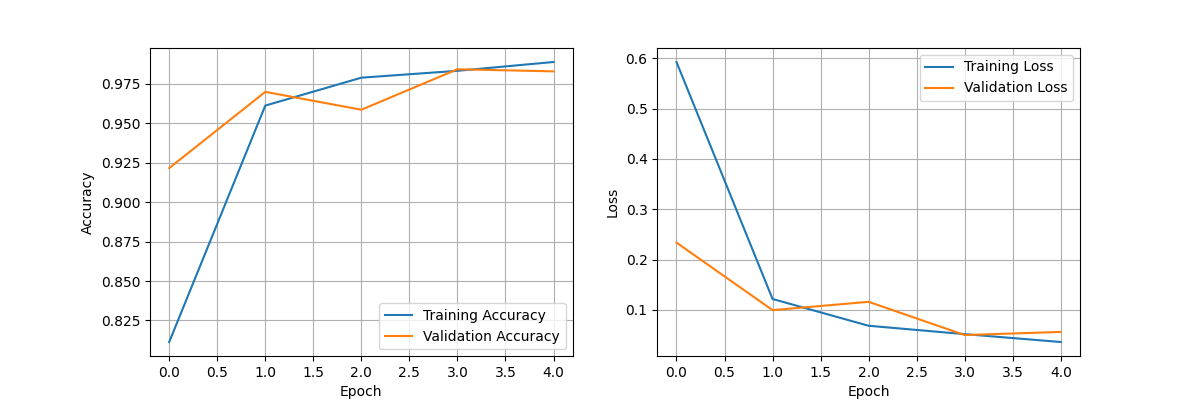 0.975
0.950
0.925
0.900
0.875
0.850
0.825
Accuracy
0.0 0.5 1.0 1.5 2.0 2.5 3.0 3.5 4.0
Epoch
Training Accuracy
Validation Accuracy
0.6
0.5
0.4
0.3
0.2
0.1
Loss
0.0 0.5 1.0 1.5 2.0 2.5 3.0 3.5 4.0
Epoch
Training Loss
Validation Loss